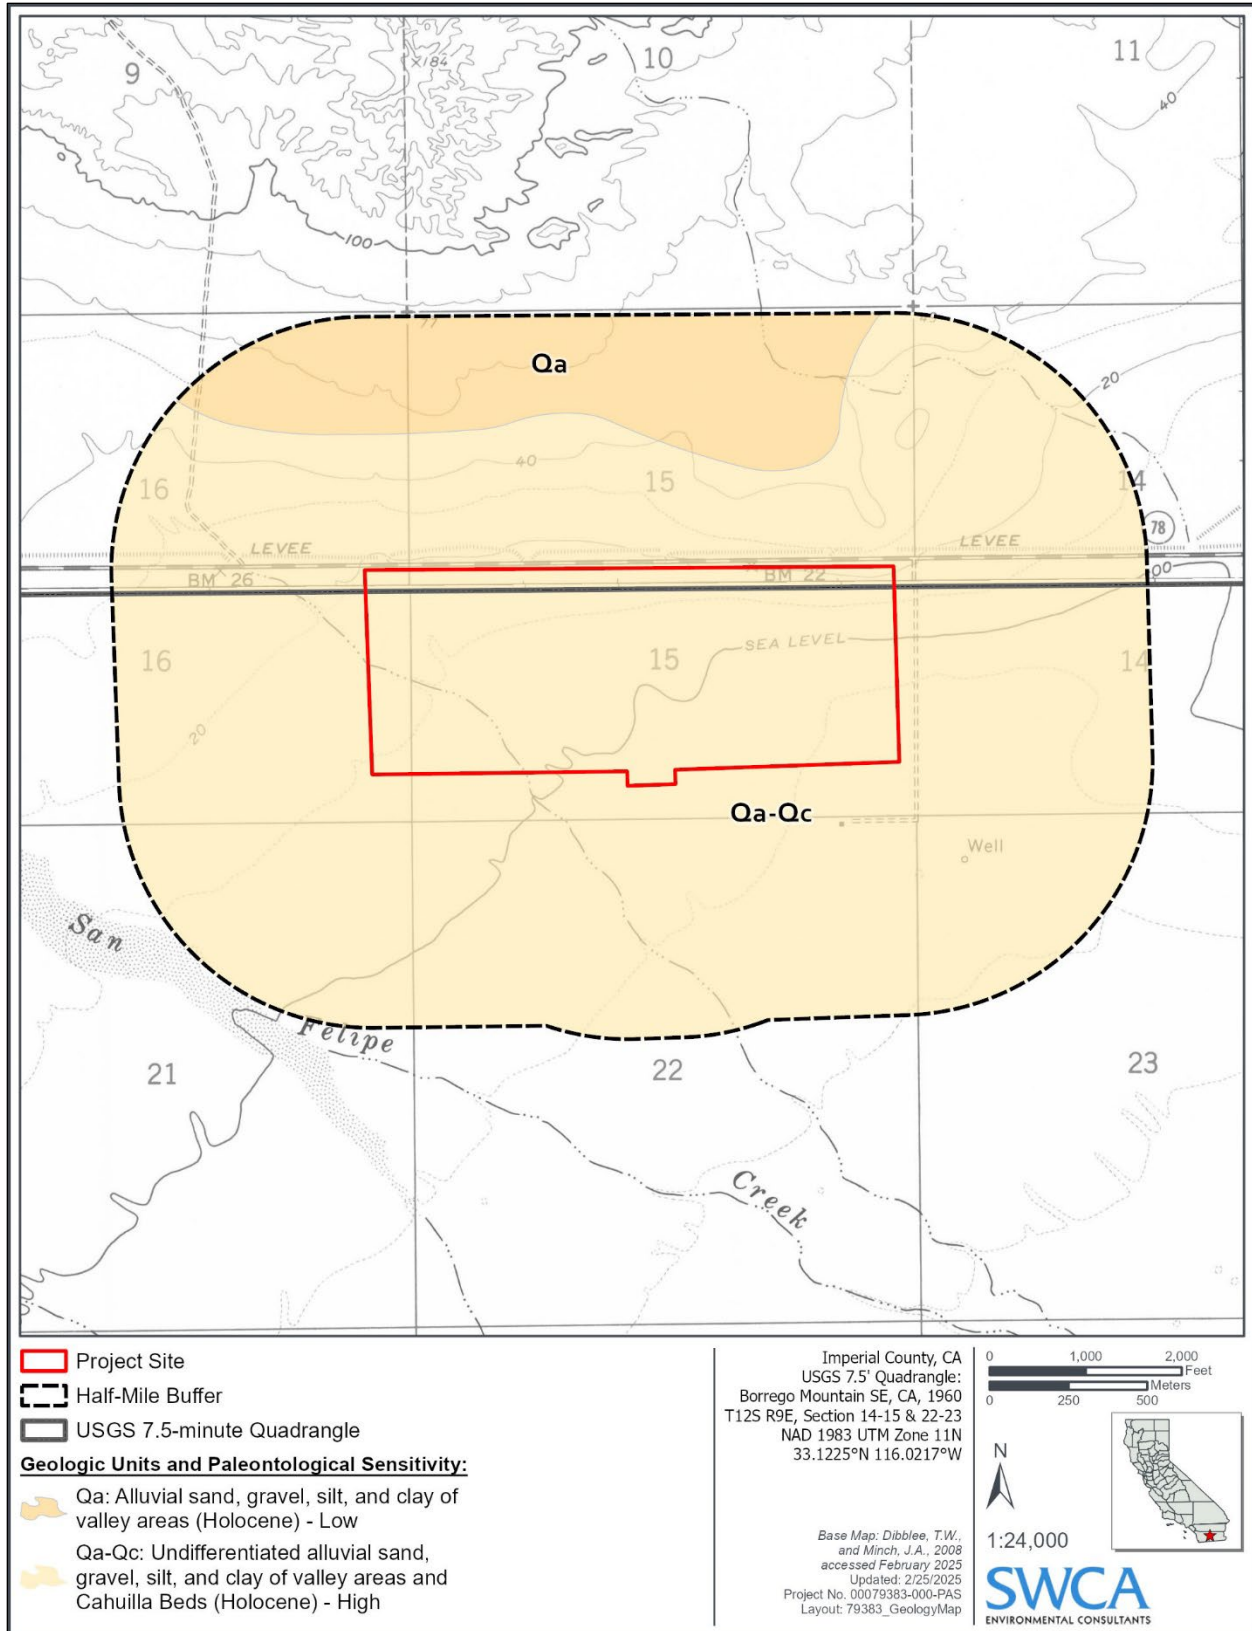 9
X184
10
11
40
100
77
45
Qa
20
40
16
15
14
78
LEVEE
LEVEE
BM 26
BM 22
00
SEA LEVEL
16
15
14
20
Qa-Qc
Well
San
Felipe
21
22
23
Creek
Project Site
Half-Mile Buffer
USGS 7.5-minute Quadrangle
Geologic Units and Paleontological Sensitivity:
Qa: Alluvial sand, gravel, silt, and clay of
valley areas (Holocene) - Low
Qa-Qc: Undifferentiated alluvial sand,
gravel, silt, and clay of valley areas and
Cahuilla Beds (Holocene) - High
Imperial County, CA
USGS 7.5' Quadrangle:
Borrego Mountain SE, CA, 1960
T12S R9E, Section 14-15 & 22-23
NAD 1983 UTM Zone 11N
33.1225°N 116.0217°W
Base Map: Dibblee, T.W.,
and Minch, J.A., 2008
accessed February 2025
Updated: 2/25/2025
Project No. 00079383-000-PAS
Layout: 79383_GeologyMap
0 1,000 2,000
Feet
Meters
0 250 500
N
1:24,000
SWCA
ENVIRONMENTAL CONSULTANTS